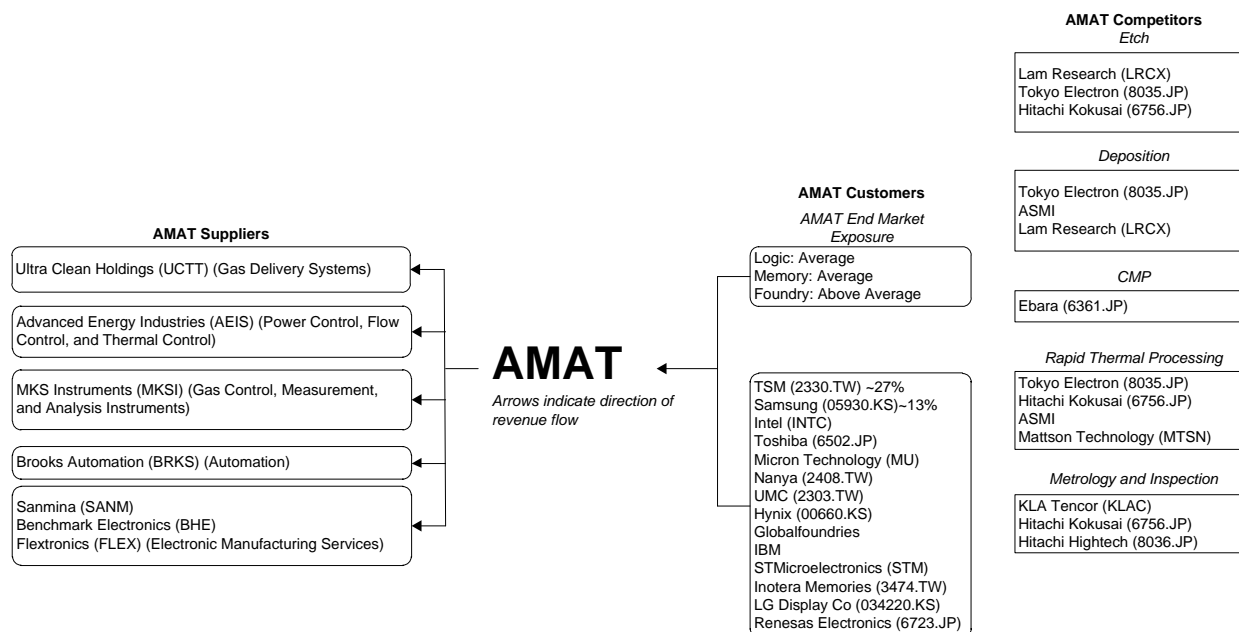 AMAT Suppliers
Ultra Clean Holdings (UCTT) (Gas Delivery Systems)
Advanced Energy Industries (AEIS) (Power Control, Flow
Control, and Thermal Control)
MKS Instruments (MKSI) (Gas Control, Measurement,
and Analysis Instruments)
Brooks Automation (BRKS) (Automation)
Sanmina (SANM)
Benchmark Electronics (BHE)
Flextronics (FLEX) (Electronic Manufacturing Services)
AMAT
Arrows indicate direction of
revenue flow
AMAT Customers
AMAT End Market
Exposure
Logic: Average
Memory: Average
Foundry: Above Average
TSM (2330.TW) ~27%
Samsung (05930.KS)~13%
Intel (INTC)
Toshiba (6502.JP)
Micron Technology (MU)
Nanya (2408.TW)
UMC (2303.TW)
Hynix (00660.KS)
Globalfoundries
IBM
STMicroelectronics (STM)
Inotera Memories (3474.TW)
LG Display Co (034220.KS)
Renesas Electronics (6723.JP)
AMAT Competitors
Etch
Lam Research (LRCX)
Tokyo Electron (8035.JP)
Hitachi Kokusai (6756.JP)
Deposition
Tokyo Electron (8035.JP)
ASMI
Lam Research (LRCX)
CMP
Ebara (6361.JP)
Rapid Thermal Processing
Tokyo Electron (8035.JP)
Hitachi Kokusai (6756.JP)
ASMI
Mattson Technology (MTSN)
Metrology and Inspection
KLA Tencor (KLAC)
Hitachi Kokusai (6756.JP)
Hitachi Hightech (8036.JP)